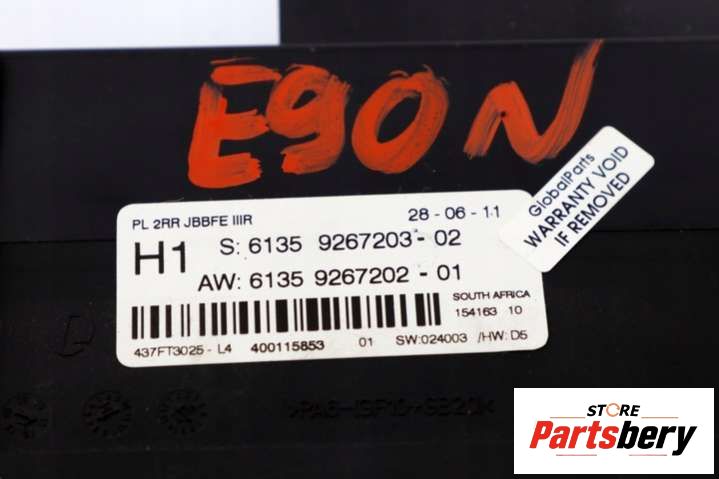 E90N
PL 2RR JBBFE IIIR 28 - 06 - 11
H1 S: 6135 9267203 - 02
AW: 6135 9267202 - 01
SOUTH AFRICA
154163 10
437FT3025 - L4 400115853 01 SW:024003 /HW: D5
GlobalParts
WARRANTY VOID
IF REMOVED
STORE
Partsbery